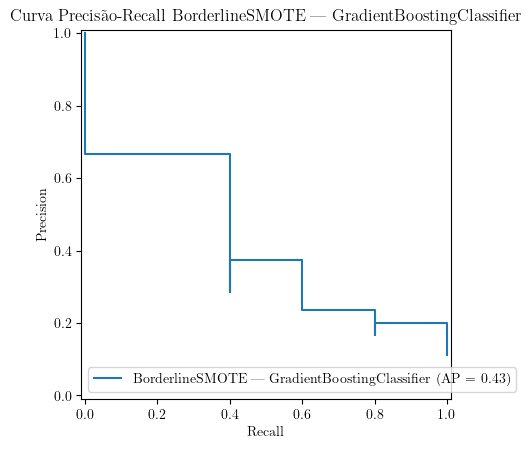 Curva Precisão-Recall BorderlineSMOTE — GradientBoostingClassifier
1.0
0.8
0.6
0.4
0.2
0.0
Precision
BorderlineSMOTE — GradientBoostingClassifier (AP = 0.43)
0.0 0.2 0.4 0.6 0.8 1.0
Recall